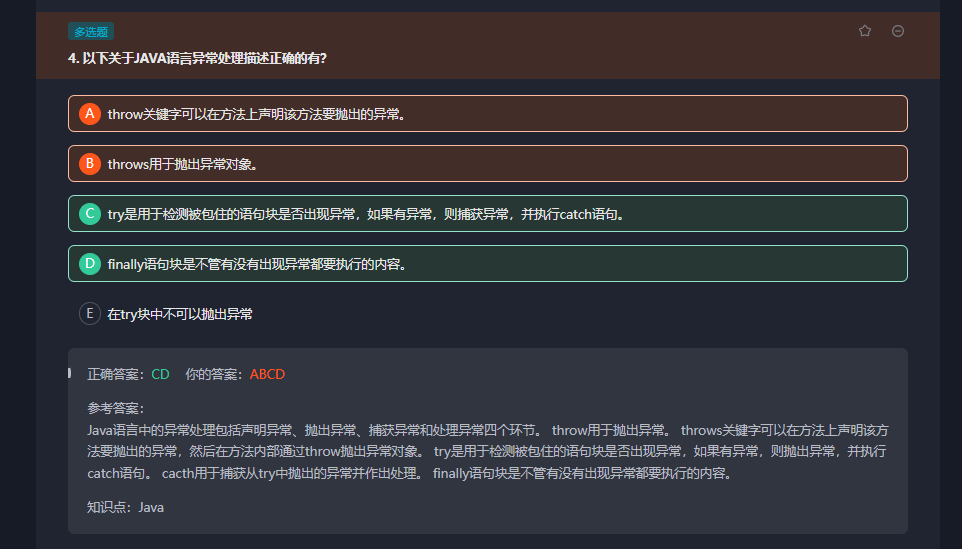 多选题
4. 以下关于JAVA语言异常处理描述正确的有?
A throw关键字可以在方法上声明该方法要抛出的异常。
B throws用于抛出异常对象。
C try是用于检测被包住的语句块是否出现异常，如果有异常，则捕获异常，并执行catch语句。
D finally语句块是不管有没有出现异常都要执行的内容。
E 在try块中不可以抛出异常
正确答案：CD 你的答案：ABCD
参考答案：
Java语言中的异常处理包括声明异常、抛出异常、捕获异常和处理异常四个环节。 throw用于抛出异常。 throws关键字可以在方法上声明该方
法要抛出的异常，然后在方法内部通过throw抛出异常对象。 try是用于检测被包住的语句块是否出现异常，如果有异常，则抛出异常，并执行
catch语句。 cacth用于捕获从try中抛出的异常并作出处理。 finally语句块是不管有没有出现异常都要执行的内容。
知识点：Java